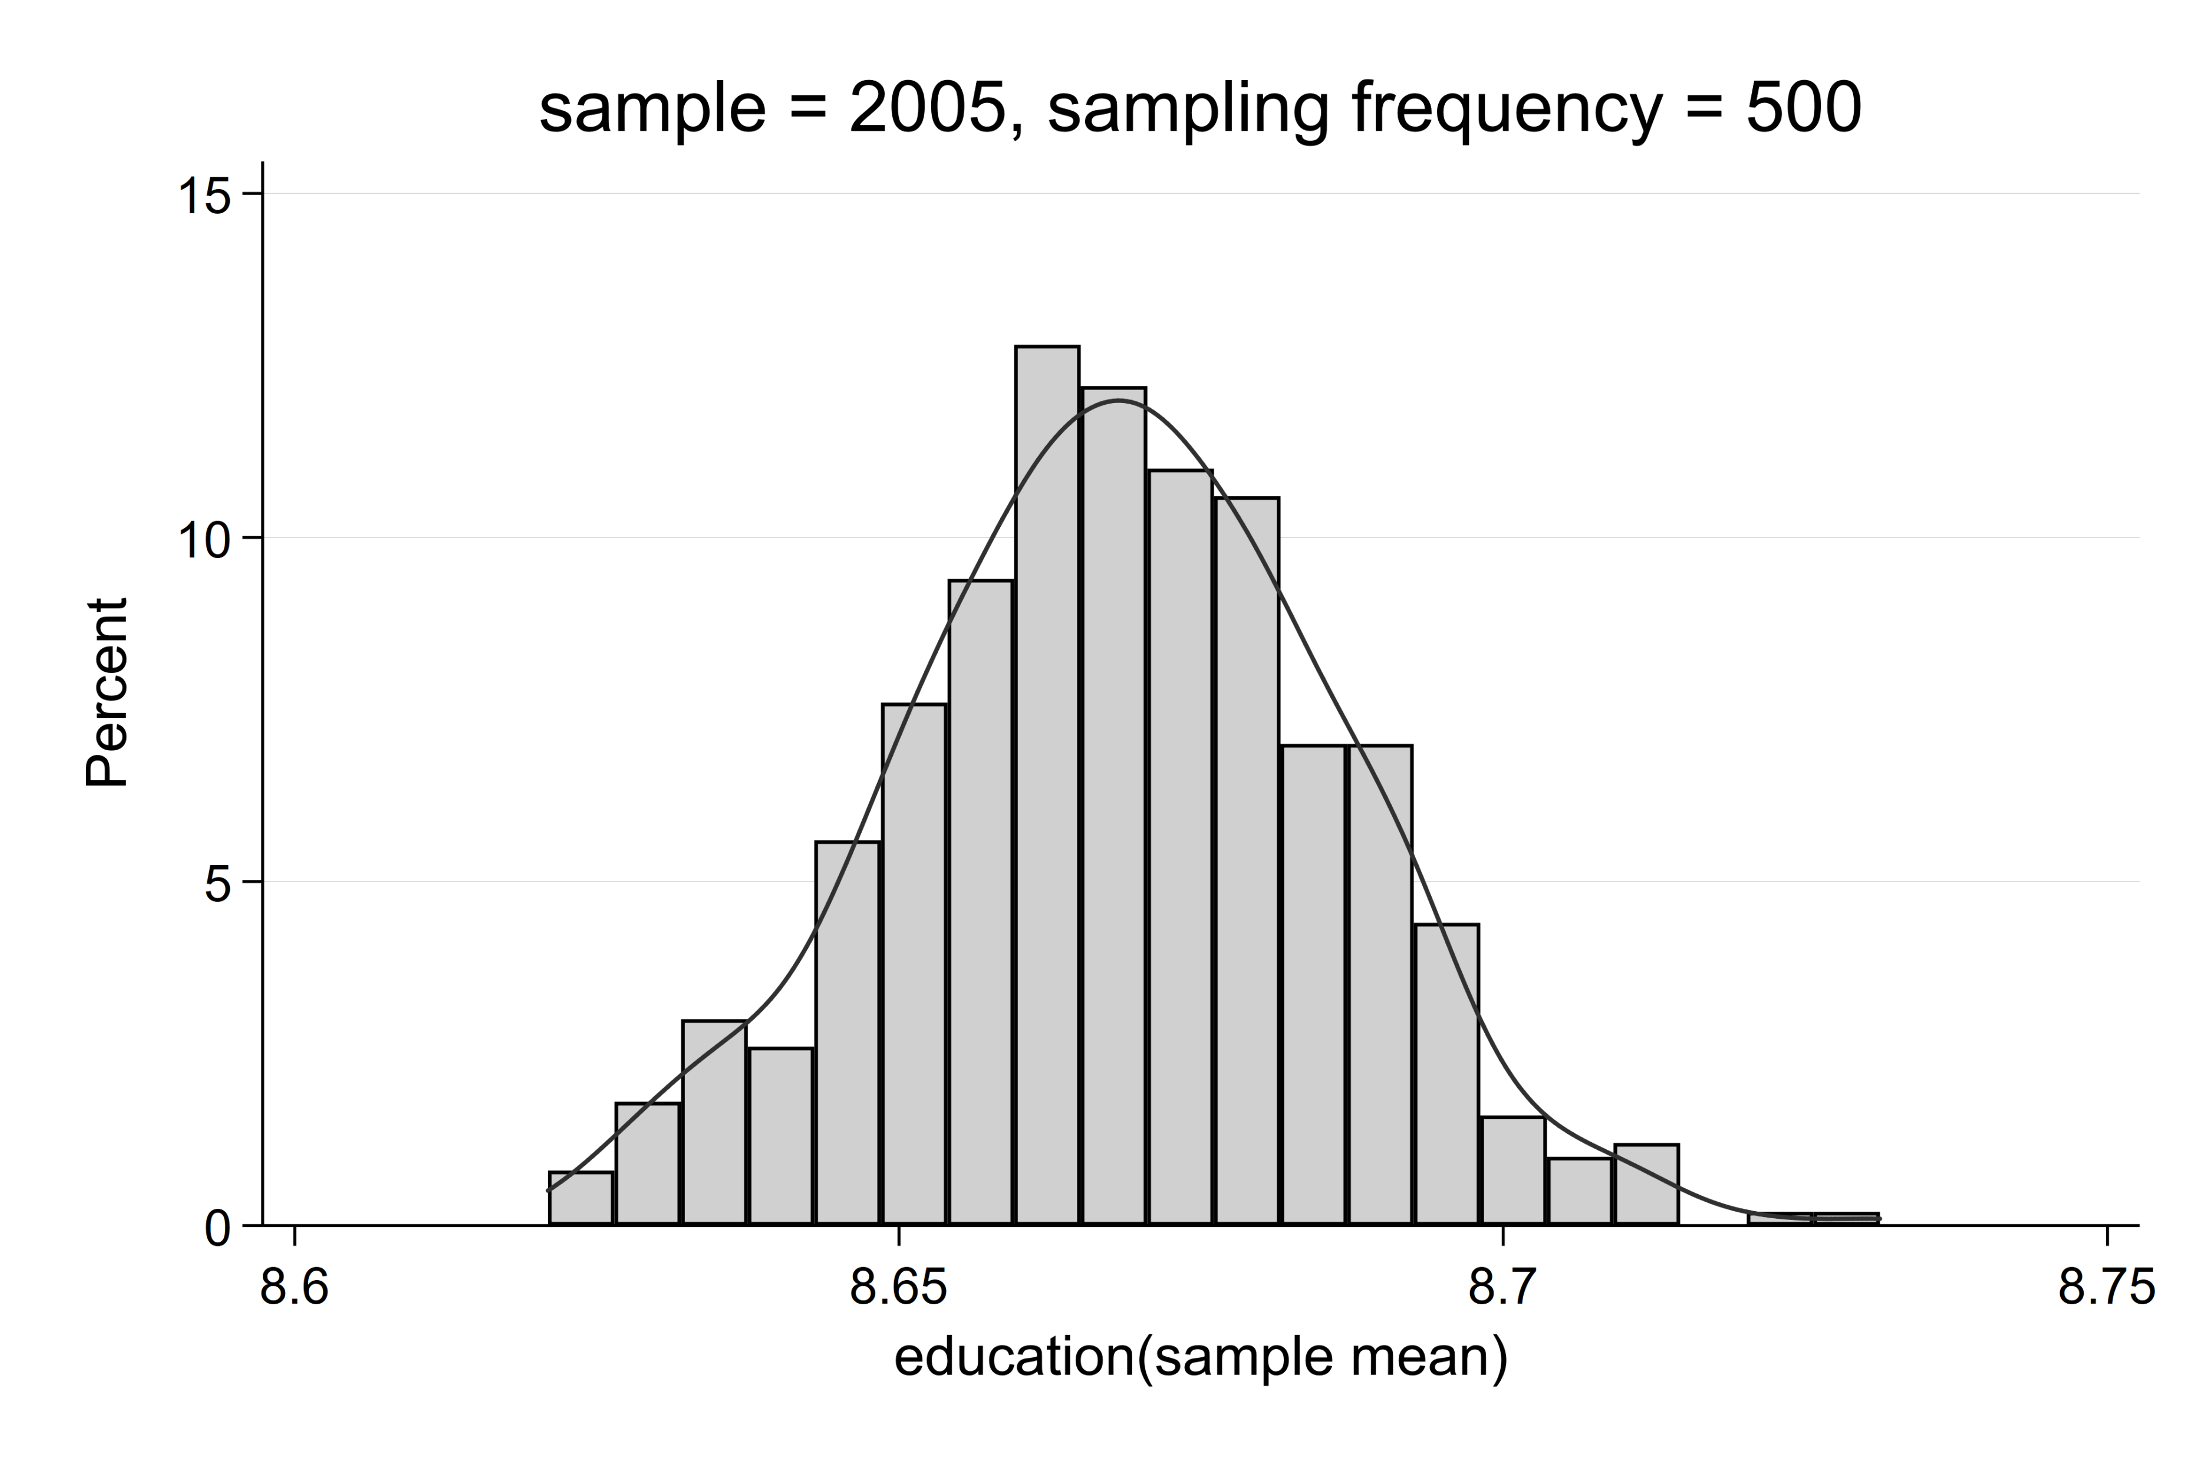 sample = 2005, sampling frequency = 500
15
10
5
0
Percent
8.6 8.65 8.7 8.75
education(sample mean)